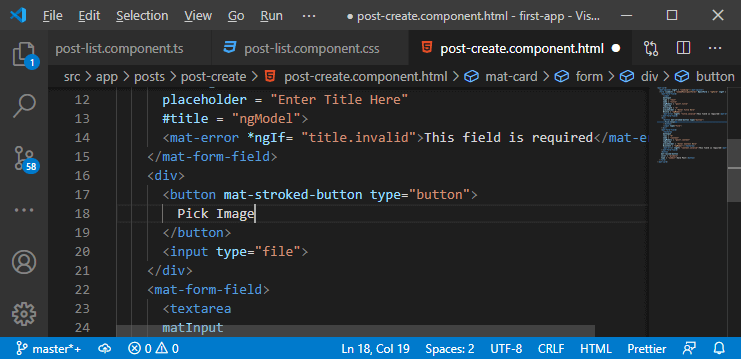 File Edit Selection View Go Run ··· post-create.component.html - first-app - Vis...
post-list.component.ts post-list.component.css post-create.component.html ● ···
1 src > app > posts > post-create > post-create.component.html > mat-card > form > div > button
12 placeholder = "Enter Title Here"
13 #title = "ngModel">
14 <mat-error *ngIf= "title.invalid">This field is required</mat-e
15 </mat-form-field>
16 <div>
17 <button mat-stroked-button type="button">
18 Pick Image
19 </button>
20 <input type="file">
21 </div>
22 <mat-form-field>
23 <textarea
24 matInput
58
master*+ 0 0 Ln 18, Col 19 Spaces: 2 UTF-8 CRLF HTML Prettier